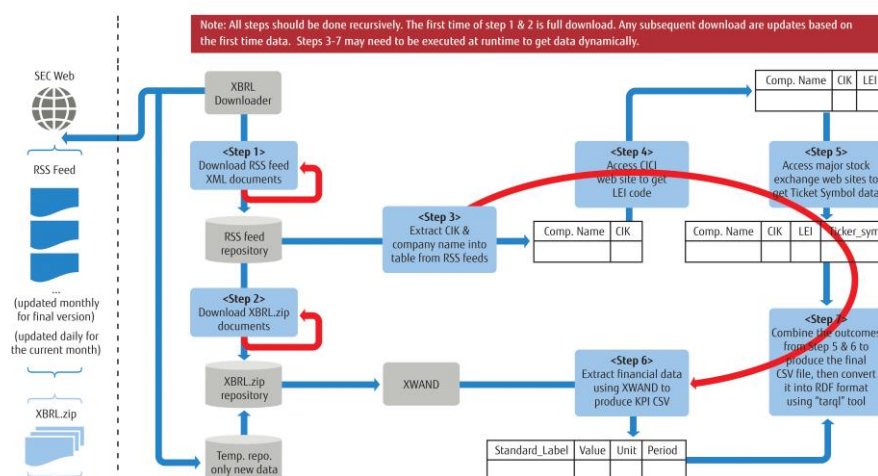 Note: All steps should be done recursively. The first time of step 1 & 2 is full download. Any subsequent download are updates based on
the first time data. Steps 3-7 may need to be executed at runtime to get data dynamically.
SEC Web
RSS Feed
...
(updated monthly
for final version)
(updated daily for
the current month)
XBRL.zip
XBRL
Downloader
<Step 1>
Download RSS feed
XML documents
RSS feed
repository
<Step 2>
Download XBRL.zip
documents
XBRL.zip
repository
Temp. repo.
only new data
<Step 3>
Extract CIK &
company name into
table from RSS feeds
Comp. Name CIK
<Step 4>
Access CICI
web site to get
LEI code
Comp. Name CIK LEI
<Step 5>
Access major stock
exchange web sites to
get Ticket Symbol data
Comp. Name CIK LEI Ticker_sym
XWAND
<Step 6>
Extract financial data
using XWAND to
produce KPI CSV
Standard_Label Value Unit Period
<Step 7>
Combine the outcomes
from Step 5 & 6 to
produce the final
CSV file, then convert
it into RDF format
using "tarql" tool